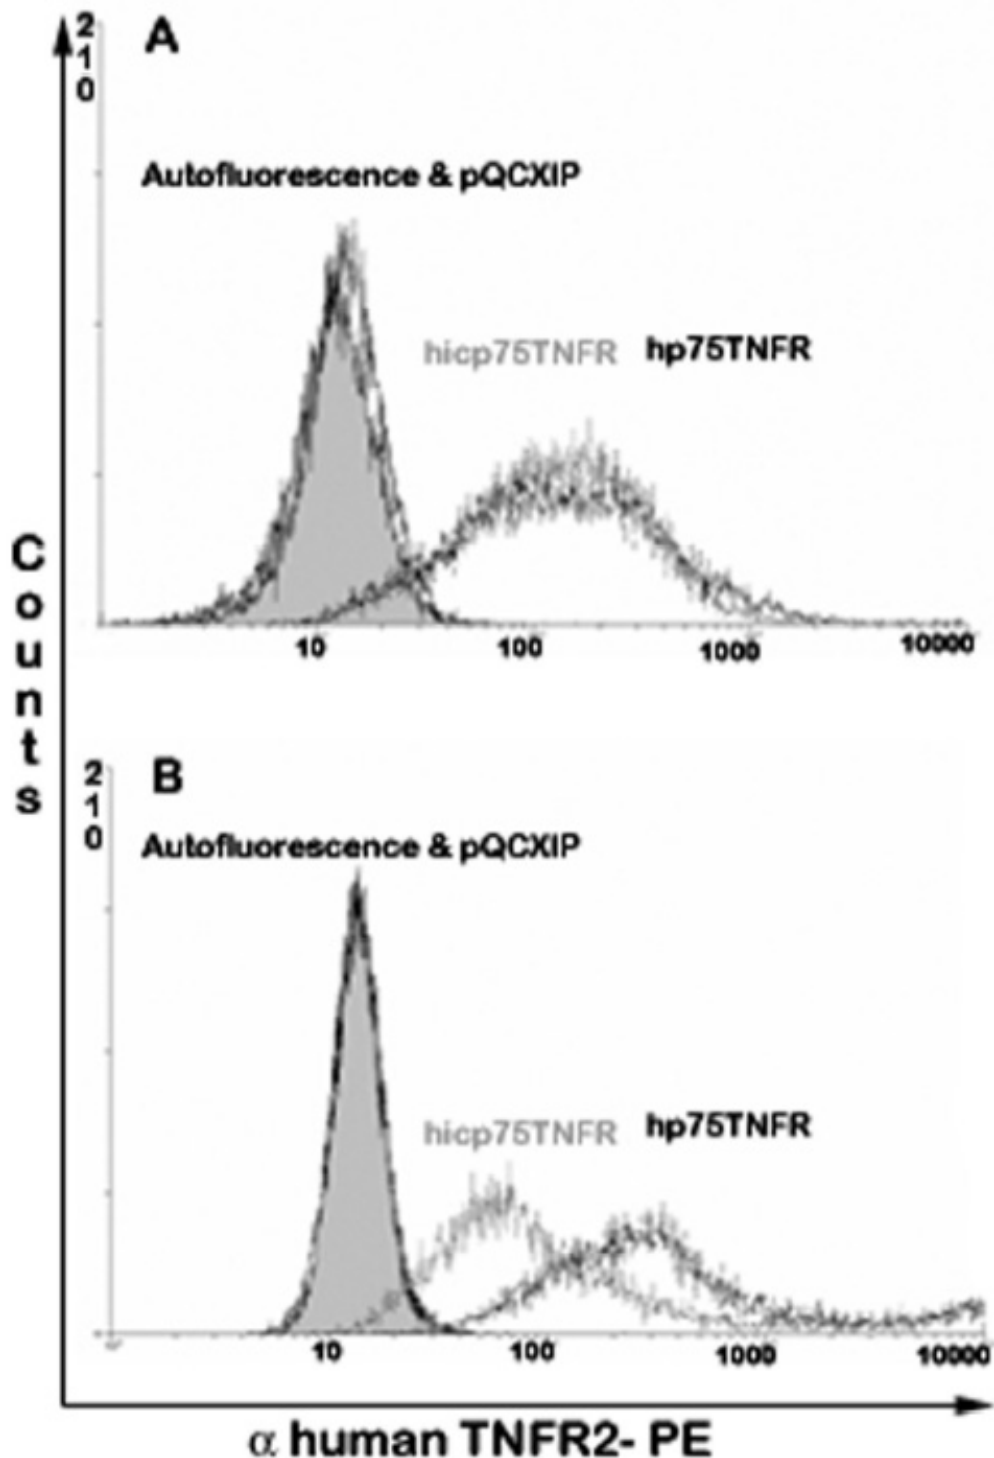 2
1
0
A
Autofluorescence & pQCXIP
hicp75TNFR hp75TNFR
10 100 1000 10000
Counts
2
1
0
B
Autofluorescence & pQCXIP
hicp75TNFR hp75TNFR
10 100 1000 10000
α human TNFR2- PE